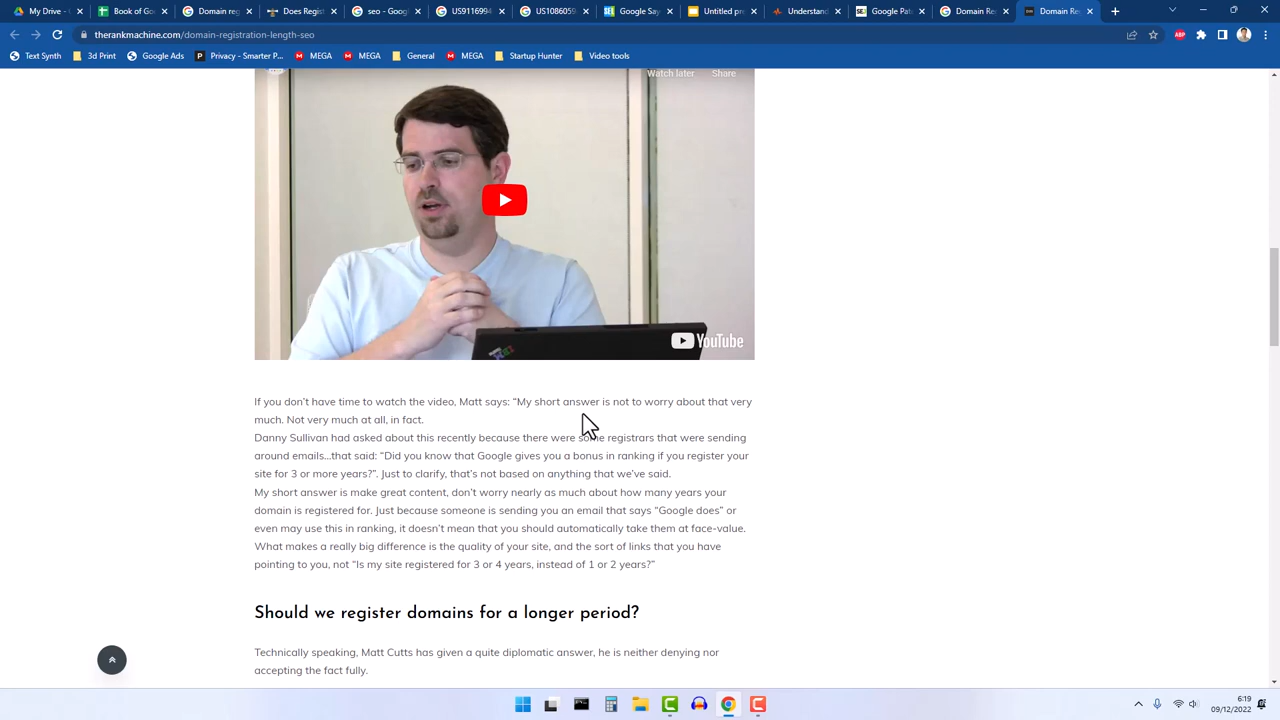 My drive -
Book of Go
Domain reg
Does Regist
seo - Googl
US9116994
US1086059
Google Say
Untitled pre
Understand
Google Pate
Domain Re
Domain Re
therankmachine.com/domain-registration-length-seo
Text Synth
3d Print
Google Ads
Privacy - Smarter P...
MEGA
MEGA
General
MEGA
Startup Hunter
Video tools
Watch later
Share
YouTube
If you don’t have time to watch the video, Matt says: “My short answer is not to worry about that very
much. Not very much at all, in fact.
Danny Sullivan had asked about this recently because there were some registrars that were sending
around emails…that said: “Did you know that Google gives you a bonus in ranking if you register your
site for 3 or more years?”. Just to clarify, that’s not based on anything that we’ve said.
My short answer is make great content, don’t worry nearly as much about how many years your
domain is registered for. Just because someone is sending you an email that says “Google does” or
even may use this in ranking, it doesn’t mean that you should automatically take them at face-value.
What makes a really big difference is the quality of your site, and the sort of links that you have
pointing to you, not “Is my site registered for 3 or 4 years, instead of 1 or 2 years?”
Should we register domains for a longer period?
Technically speaking, Matt Cutts has given a quite diplomatic answer, he is neither denying nor
accepting the fact fully.
6:19
09/12/2022